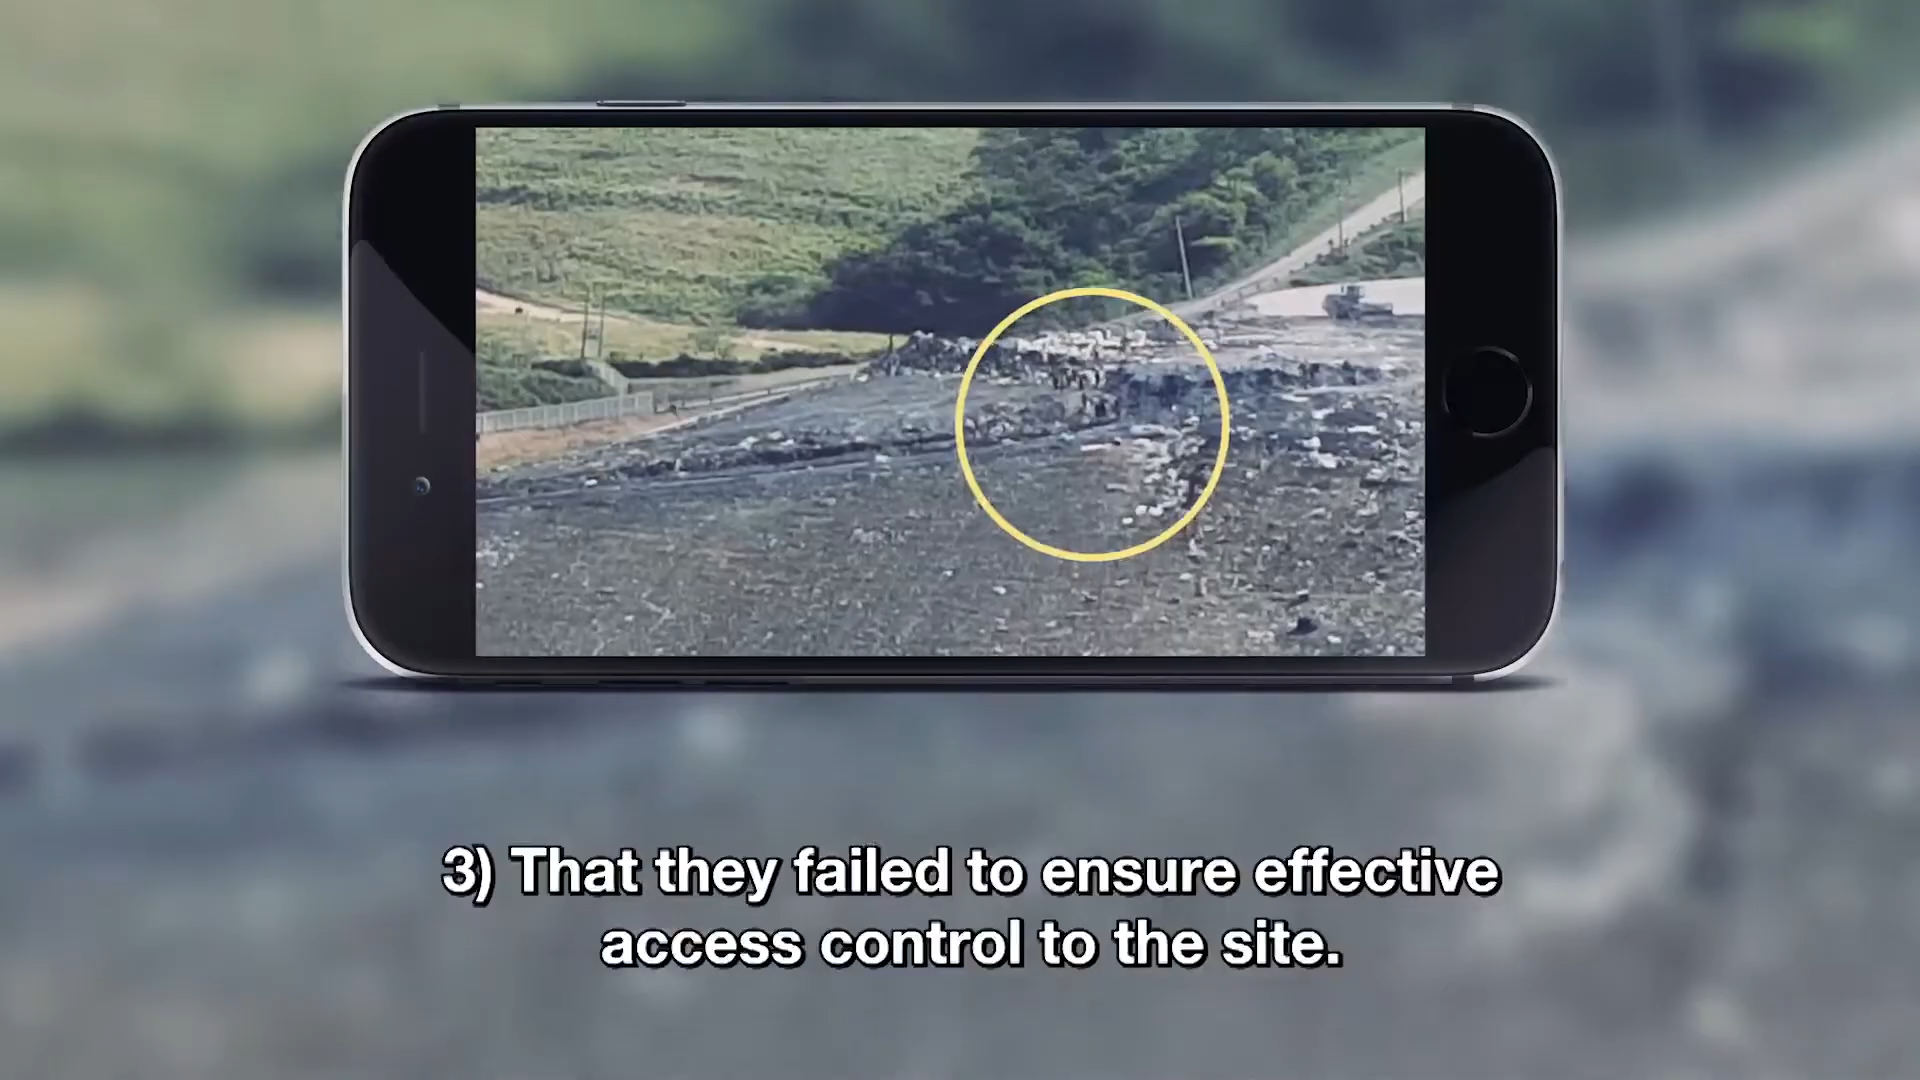 3) That they failed to ensure effective
access control to the site.